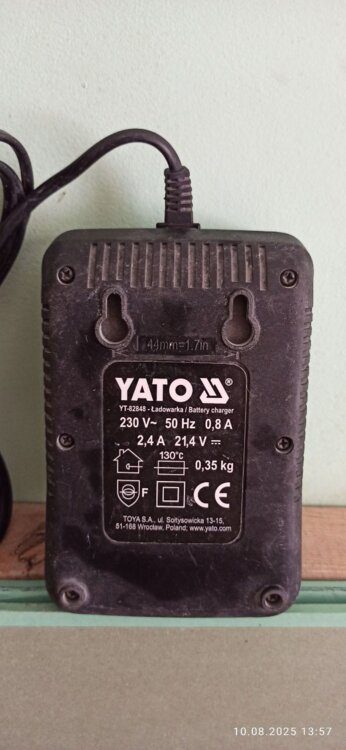 44mm=1.7in
YATO ®
YT-82848 - Ładowarka / Battery charger
230 V~ 50 Hz 0,8 A
2,4 A 21,4 V ⎓
130°c
0,35 kg
F
CE
TOYA S.A., ul. Sołtysowicka 13-15,
51-168 Wrocław, Poland; www.yato.com
10.08.2025 13:57